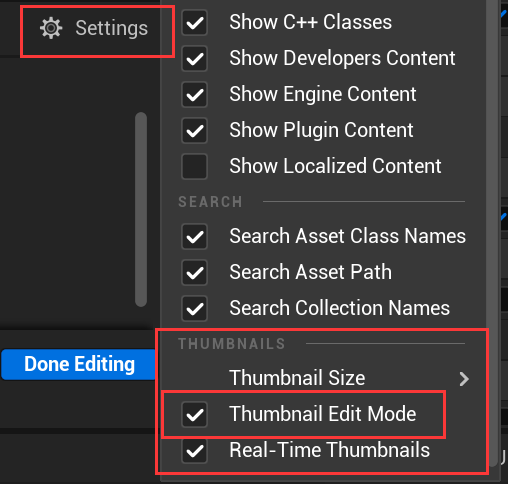 Settings
Show C++ Classes
Show Developers Content
Show Engine Content
Show Plugin Content
Show Localized Content
SEARCH
Search Asset Class Names
Search Asset Path
Search Collection Names
THUMBNAILS
Thumbnail Size
Done Editing
Thumbnail Edit Mode
Real-Time Thumbnails